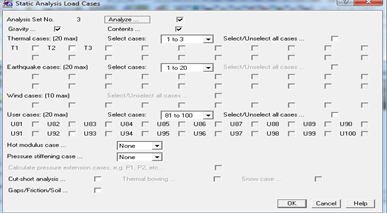 Static Analysis Load Cases
Analysis Set No. 3 Analyze ...
Gravity ... Contents ...
Thermal cases: (20 max) Select cases: 1 to 3 Select/Unselect all cases ...
T1 T2 T3
Earthquake cases: (20 max) Select cases: 1 to 20 Select/Unselect all cases ...
Wind cases: (10 max) Select/Unselect all cases ...
User cases: (20 max) Select cases: 81 to 100 Select/Unselect all cases ...
U81 U82 U83 U84 U85 U86 U87 U88 U89 U90
U91 U92 U93 U94 U95 U96 U97 U98 U99 U100
Hot modulus case ... None
Pressure stiffening case ... None
Calculate pressure extension cases, e.g. P1, P2, etc...
Cut-short analysis ... Thermal bowing... Snow case ...
Gaps/Friction/Soil ...
OK Cancel Help